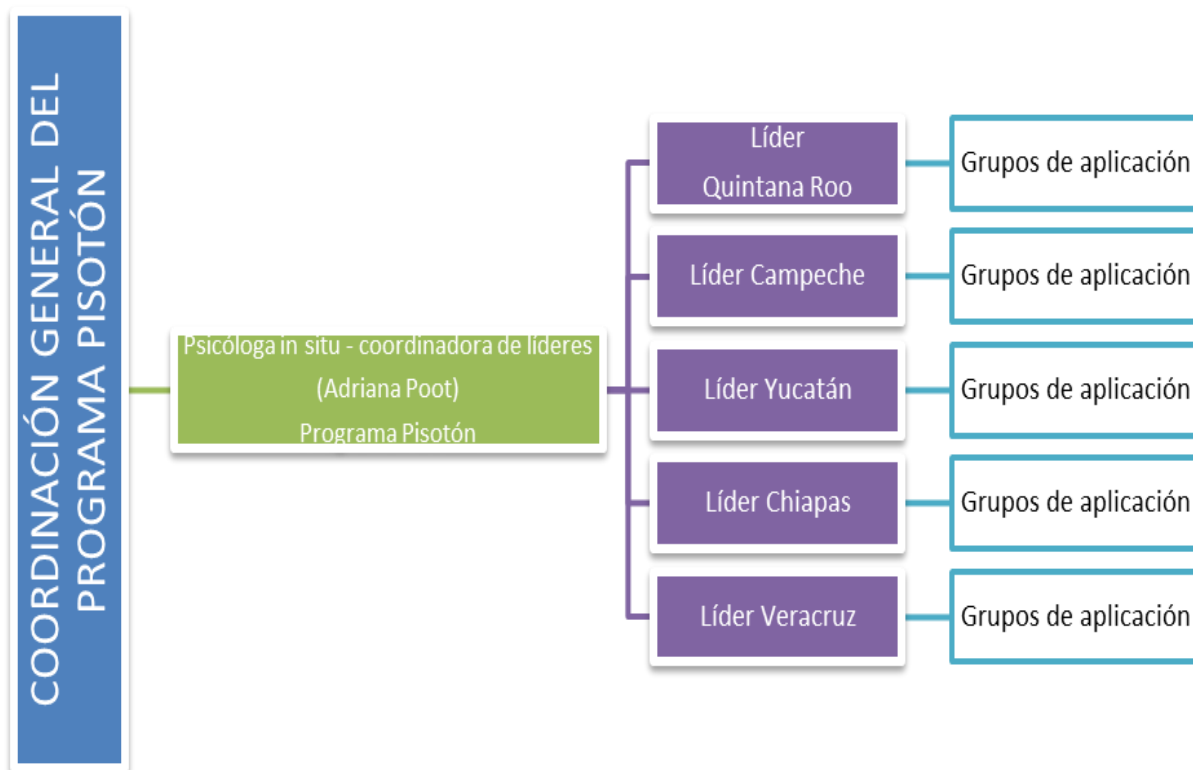 COORDINACIÓN GENERAL DEL
PROGRAMA PISOTÓN
Psicóloga in situ - coordinadora de líderes
(Adriana Poot)
Programa Pisotón
Líder
Quintana Roo
Grupos de aplicación
Líder Campeche
Grupos de aplicación
Líder Yucatán
Grupos de aplicación
Líder Chiapas
Grupos de aplicación
Líder Veracruz
Grupos de aplicación